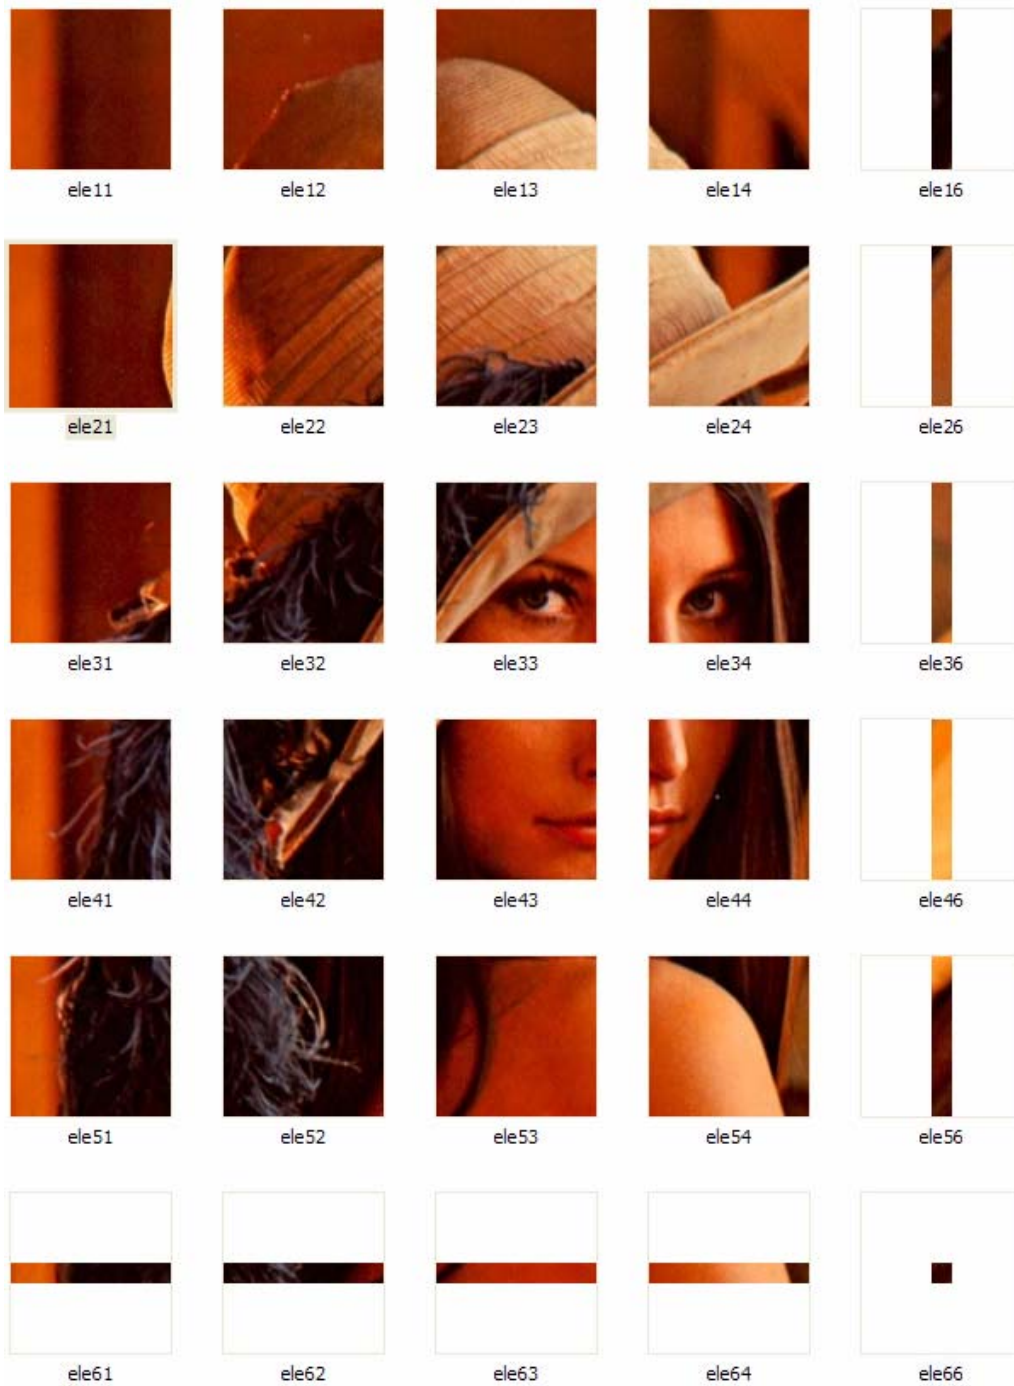 ele11 ele12 ele13 ele14 ele16
ele21 ele22 ele23 ele24 ele26
ele31 ele32 ele33 ele34 ele36
ele41 ele42 ele43 ele44 ele46
ele51 ele52 ele53 ele54 ele56
ele61 ele62 ele63 ele64 ele66